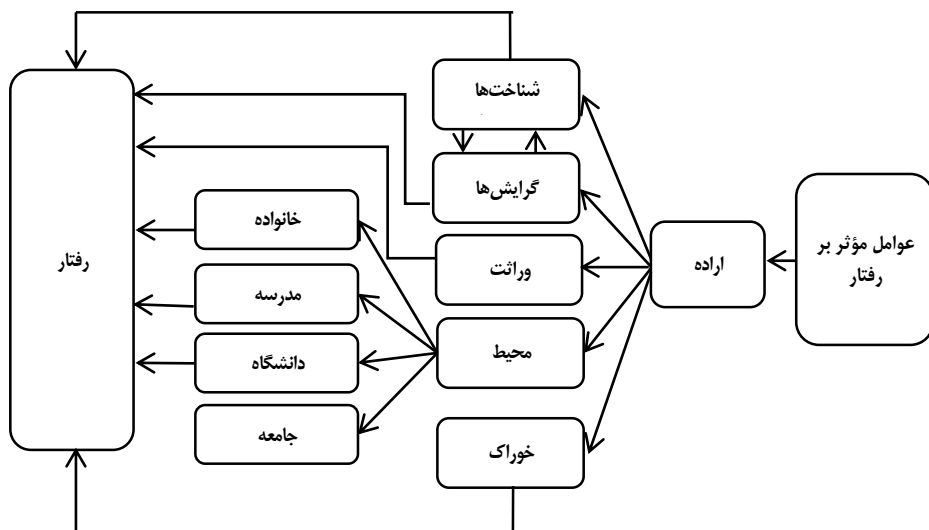 عوامل مؤثر بر
رفتار
اراده
شناخت‌ها
گرایش‌ها
وراثت
محیط
خوراک
خانواده
مدرسه
دانشگاه
جامعه
رفتار